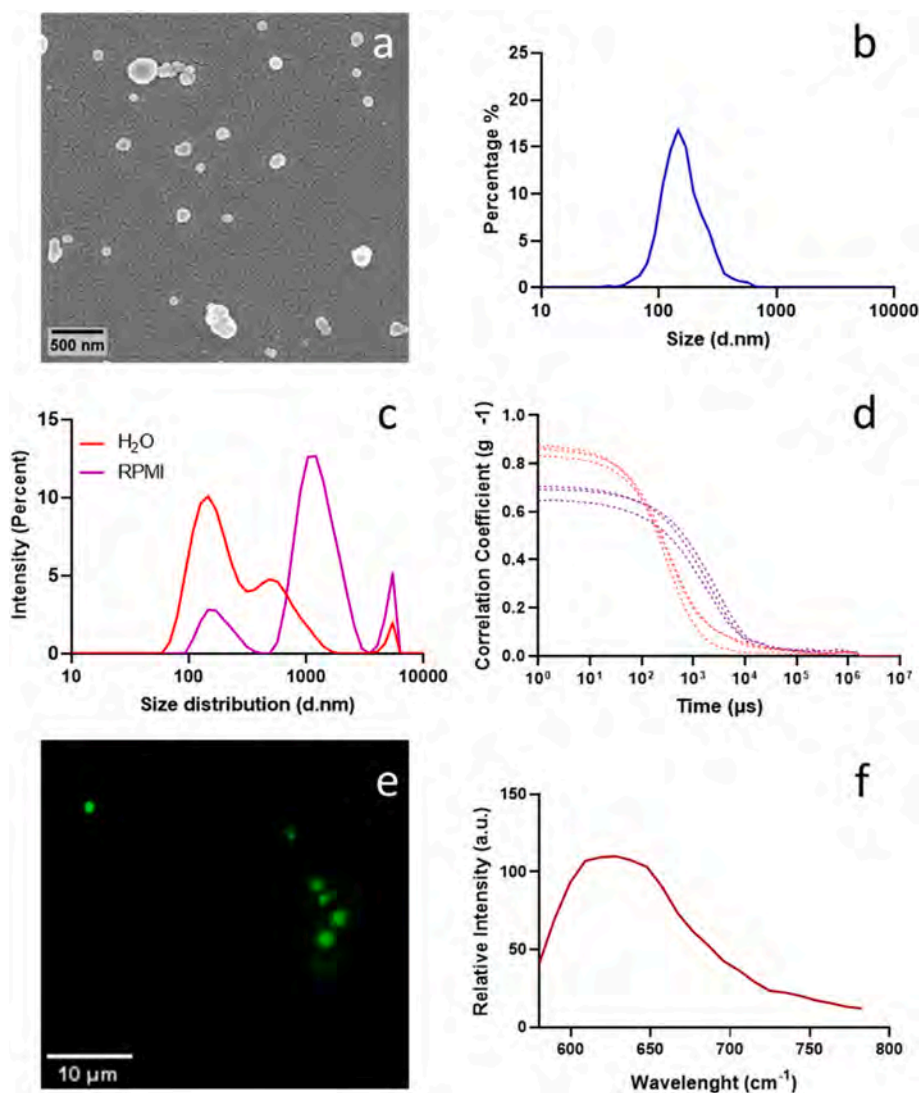 a
500 nm
b
25
20
15
10
5
0
Percentage %
10
100
1000
10000
Size (d.nm)
c
15
10
5
0
Intensity (Percent)
H₂O
RPMI
10
100
1000
10000
Size distribution (d.nm)
d
1.0
0.8
0.6
0.4
0.2
0.0
Correlation Coefficient (g -1)
10⁰
10¹
10²
10³
10⁴
10⁵
10⁶
10⁷
Time (µs)
e
10 µm
f
150
100
50
0
Relative Intensity (a.u.)
600
650
700
750
800
Wavelenght (cm⁻¹)